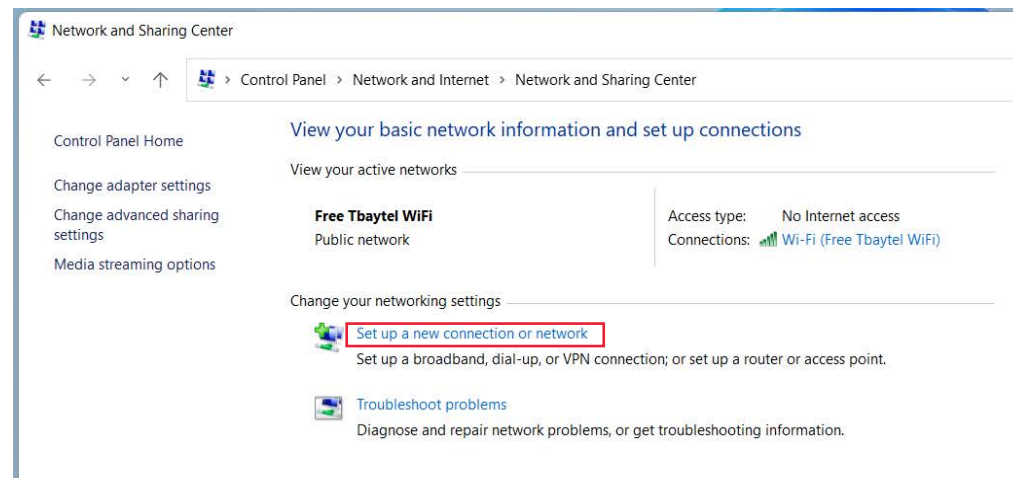 Network and Sharing Center
Control Panel > Network and Internet > Network and Sharing Center
Control Panel Home
Change adapter settings
Change advanced sharing
settings
Media streaming options
View your basic network information and set up connections
View your active networks
Free Tbaytel WiFi
Public network
Access type: No Internet access
Connections: Wi-Fi (Free Tbaytel WiFi)
Change your networking settings
Set up a new connection or network
Set up a broadband, dial-up, or VPN connection; or set up a router or access point.
Troubleshoot problems
Diagnose and repair network problems, or get troubleshooting information.